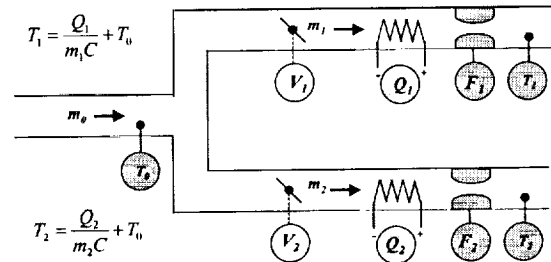 T₁ = Q₁ / m₁C + T₀
m₁
V₁ Q₁ F₁ T₁
m₀
T₀
m₂
T₂ = Q₂ / m₂C + T₀
V₂ Q₂ F₂ T₂
- +
- +